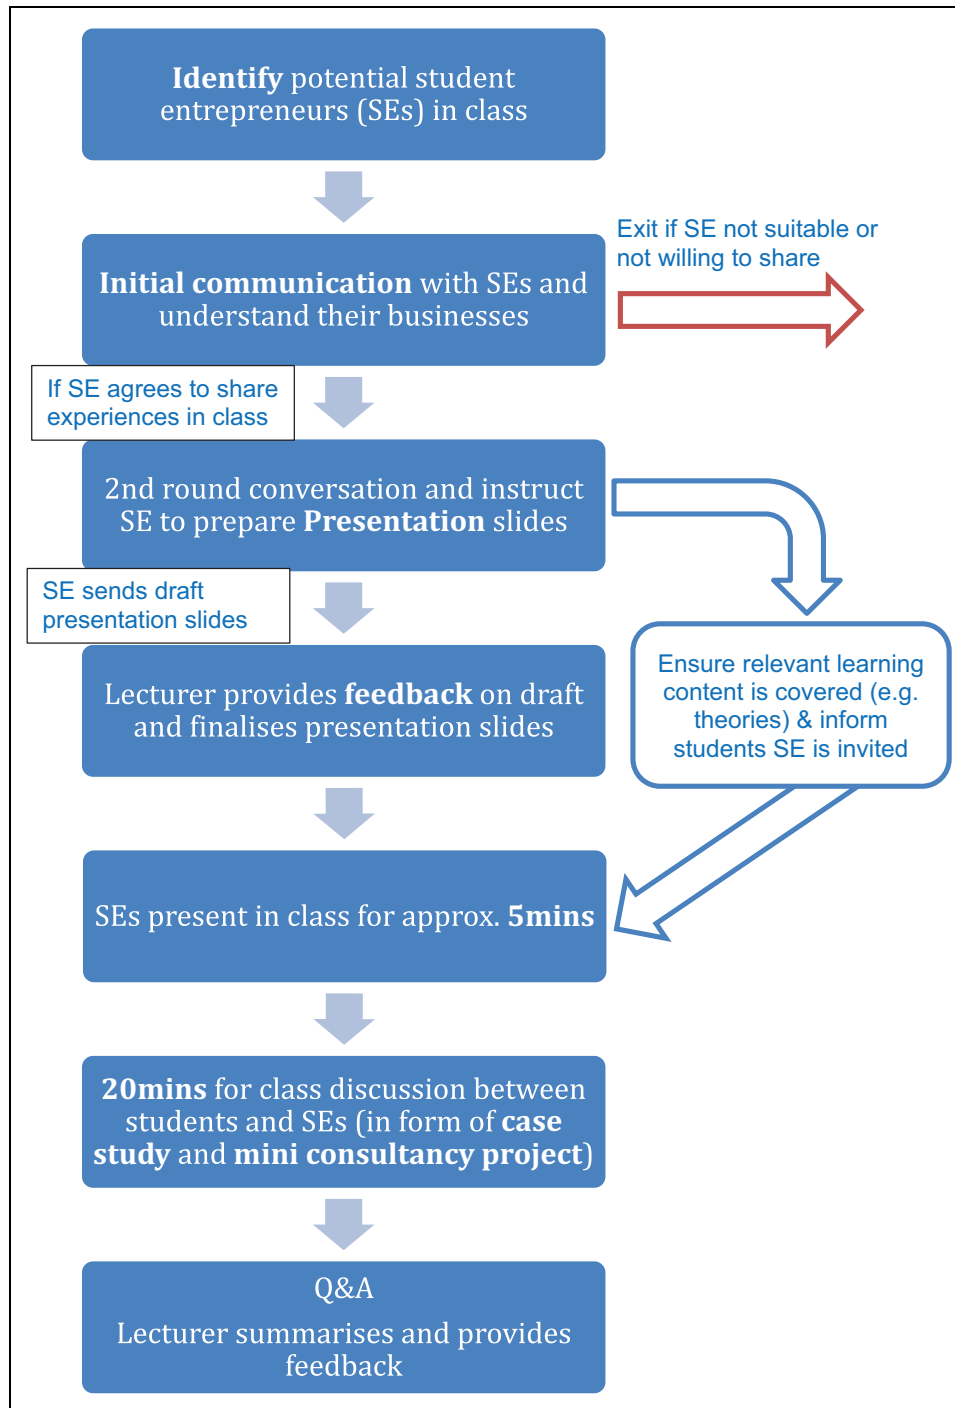 Identify potential student
entrepreneurs (SEs) in class
Exit if SE not suitable or
not willing to share
Initial communication with SEs and
understand their businesses
If SE agrees to share
experiences in class
2nd round conversation and instruct
SE to prepare Presentation slides
SE sends draft
presentation slides
Ensure relevant learning
content is covered (e.g.
theories) & inform
students SE is invited
Lecturer provides feedback on draft
and finalises presentation slides
SEs present in class for approx. 5mins
20mins for class discussion between
students and SEs (in form of case
study and mini consultancy project)
Q&A
Lecturer summarises and provides
feedback